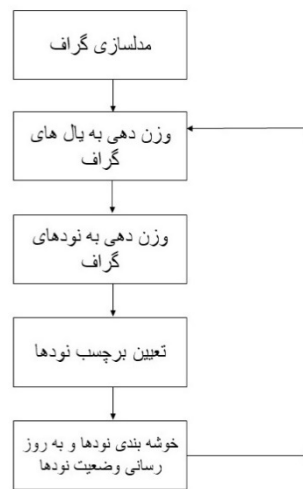 مدلسازی گراف
وزن دهی به یال های
گراف
وزن دهی به نودهای
گراف
تعیین برچسب نودها
خوشه بندی نودها و به روز
رسانی وضعیت نودها